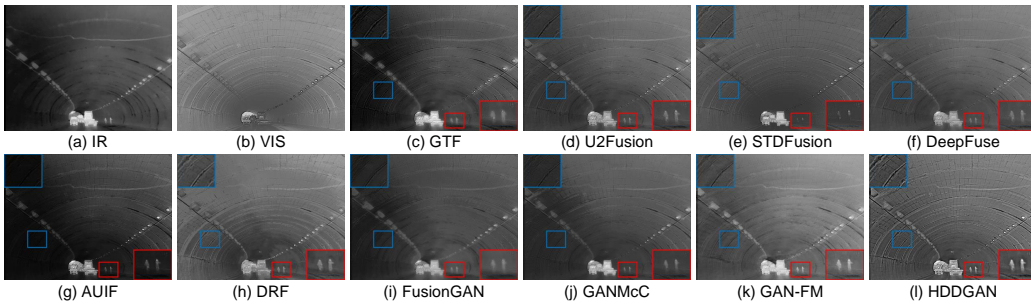 (a) IR
(b) VIS
(c) GTF
(d) U2Fusion
(e) STDFusion
(f) DeepFuse
(g) AUIF
(h) DRF
(i) FusionGAN
(j) GANMcC
(k) GAN-FM
(l) HDDGAN